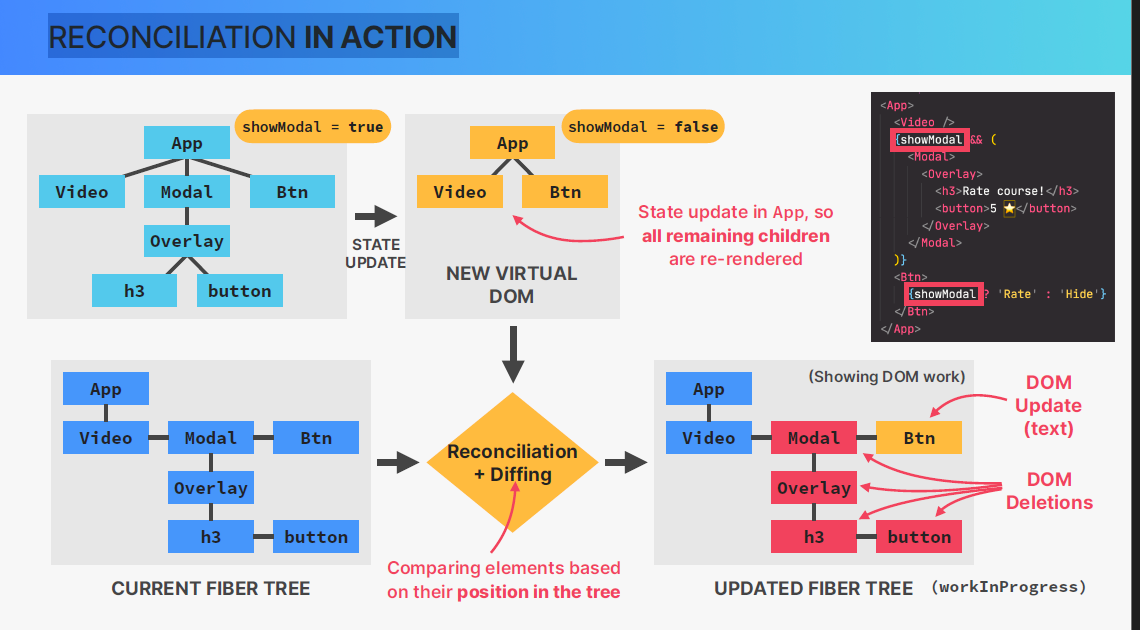 RECONCILIATION IN ACTION
showModal = true
App
Video Modal Btn
Overlay
h3 button
STATE
UPDATE
showModal = false
App
Video Btn
NEW VIRTUAL
DOM
State update in App, so
all remaining children
are re-rendered
<App>
<Video />
{showModal && (
<Modal>
<Overlay>
<h3>Rate course!</h3>
<button>5 ⭐</button>
</Overlay>
</Modal>
)}
<Btn>
{showModal ? 'Rate' : 'Hide'}
</Btn>
</App>
App
Video Modal Btn
Overlay
h3 button
CURRENT FIBER TREE
Reconciliation
+ Diffing
Comparing elements based
on their position in the tree
(Showing DOM work)
App
Video Modal Btn
Overlay
h3 button
UPDATED FIBER TREE (workInProgress)
DOM
Update
(text)
DOM
Deletions